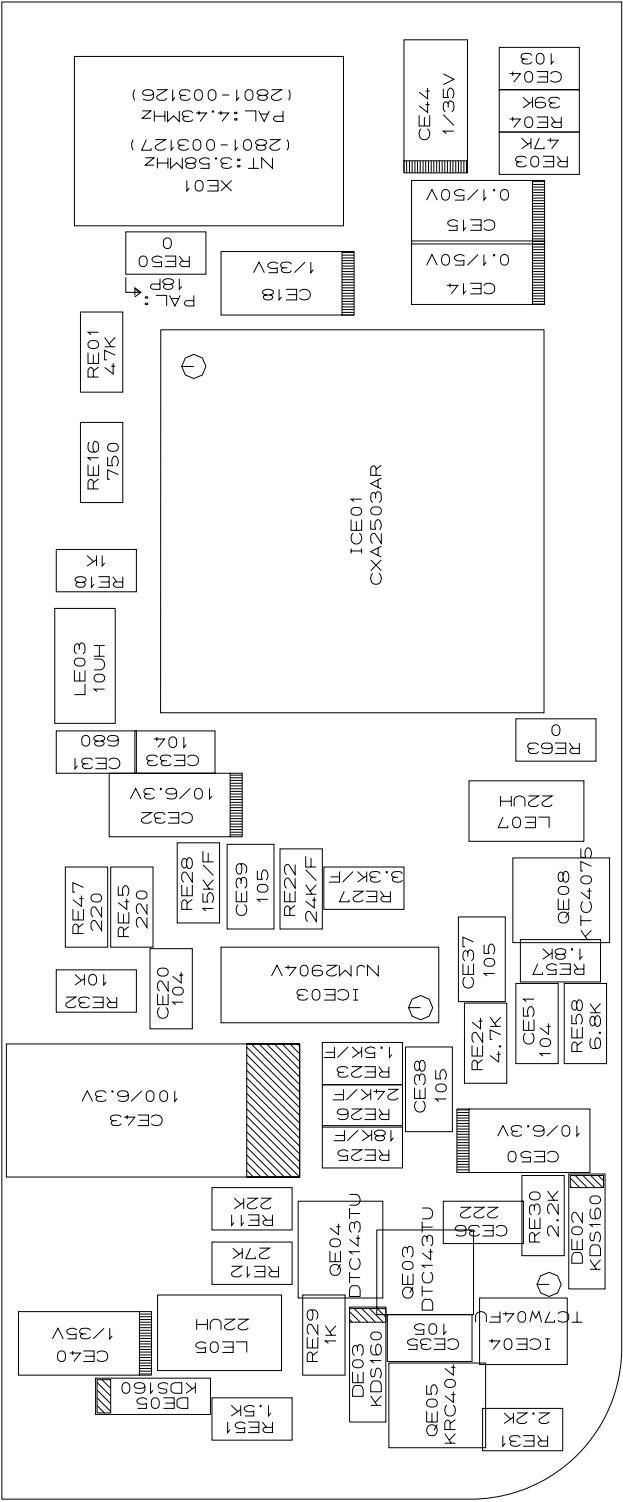 CE04
103
RE04
39K
RE03
47K
CE44
1/35V
XE01
NT:3.58MHz
(2801-003127)
PAL:4.43MHz
(2801-003126)
CE15
0.1/50V
CE14
0.1/50V
RE50
0
PAL:
18P
CE18
1/35V
RE01
47K
RE16
750
ICE01
CXA2503AR
RE18
1K
LE03
10UH
CE31
680
CE33
104
RE63
0
CE32
10/6.3V
LE07
22UH
RE28
15K/F
CE39
105
RE22
24K/F
RE27
3.3K/F
QE08
KTC4075
RE47
220
RE45
220
CE37
105
RE57
1.8K
RE32
10K
CE20
104
ICE03
NJM2904V
RE24
4.7K
CE51
104
RE58
6.8K
CE43
100/6.3V
RE23
1.5K/F
RE26
24K/F
RE25
18K/F
CE38
105
CE50
10/6.3V
RE11
22K
QE04
DTC143TU
QE03
DTC143TU
CE36
222
RE30
2.2K
DE02
KDS160
RE12
27K
CE40
1/35V
LE05
22UH
RE29
1K
DE03
KDS160
CE35
105
ICE04
TC7W04FU
DE05
KDS160
RE51
1.5K
QE05
KRC404
RE31
2.2K